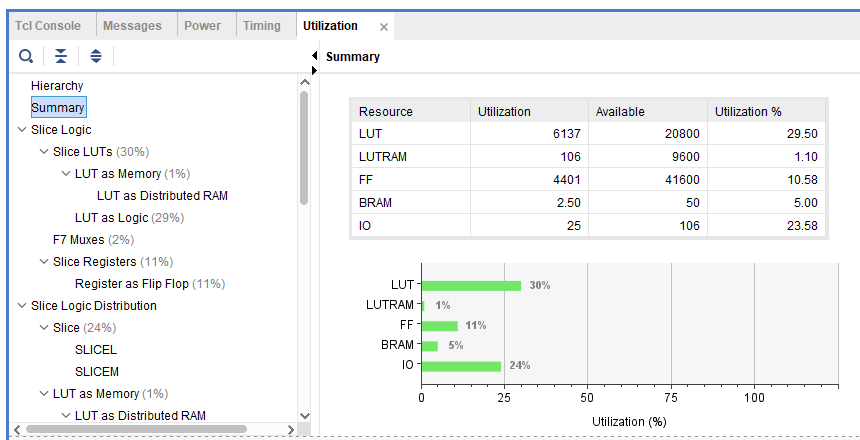 Tcl Console Messages Power Timing Utilization ×
Summary
Hierarchy
Summary
Slice Logic
Slice LUTs (30%)
LUT as Memory (1%)
LUT as Distributed RAM
LUT as Logic (29%)
F7 Muxes (2%)
Slice Registers (11%)
Register as Flip Flop (11%)
Slice Logic Distribution
Slice (24%)
SLICEL
SLICEM
LUT as Memory (1%)
LUT as Distributed RAM
Resource Utilization Available Utilization %
LUT 6137 20800 29.50
LUTRAM 106 9600 1.10
FF 4401 41600 10.58
BRAM 2.50 50 5.00
IO 25 106 23.58
LUT 30%
LUTRAM 1%
FF 11%
BRAM 5%
IO 24%
0 25 50 75 100
Utilization (%)